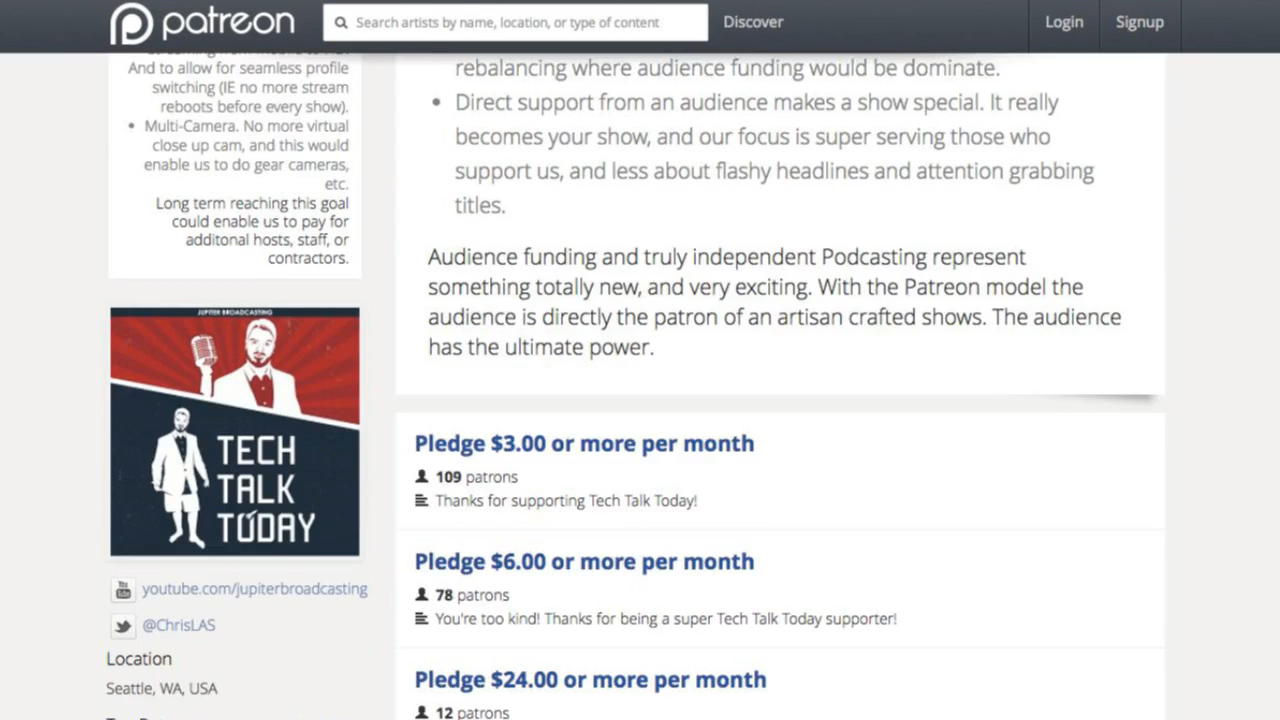 patreon
Search artists by name, location, or type of content
Discover
Login
Signup
And to allow for seamless profile
switching (IE no more stream
reboots before every show).
• Multi-Camera. No more virtual
close up cam, and this would
enable us to do gear cameras,
etc.
Long term reaching this goal
could enable us to pay for
additonal hosts, staff, or
contractors.
JUPITER BROADCASTING
TECH
TALK
TODAY
You
Tube
youtube.com/jupiterbroadcasting
@ChrisLAS
Location
Seattle, WA, USA
rebalancing where audience funding would be dominate.
• Direct support from an audience makes a show special. It really
becomes your show, and our focus is super serving those who
support us, and less about flashy headlines and attention grabbing
titles.
Audience funding and truly independent Podcasting represent
something totally new, and very exciting. With the Patreon model the
audience is directly the patron of an artisan crafted shows. The audience
has the ultimate power.
Pledge $3.00 or more per month
109 patrons
Thanks for supporting Tech Talk Today!
Pledge $6.00 or more per month
78 patrons
You're too kind! Thanks for being a super Tech Talk Today supporter!
Pledge $24.00 or more per month
12 patrons